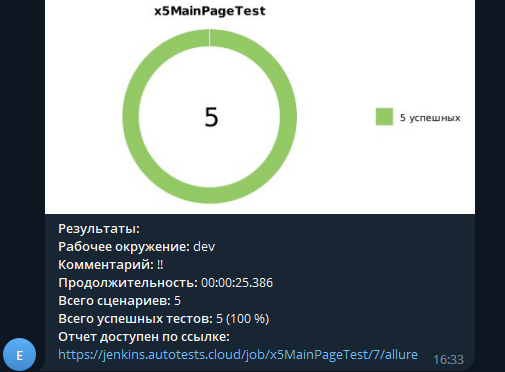 x5MainPageTest
5
5 успешных
Результаты:
Рабочее окружение: dev
Комментарий: !!
Продолжительность: 00:00:25.386
Всего сценариев: 5
Всего успешных тестов: 5 (100 %)
Отчет доступен по ссылке:
https://jenkins.autotests.cloud/job/x5MainPageTest/7/allure
16:33
E